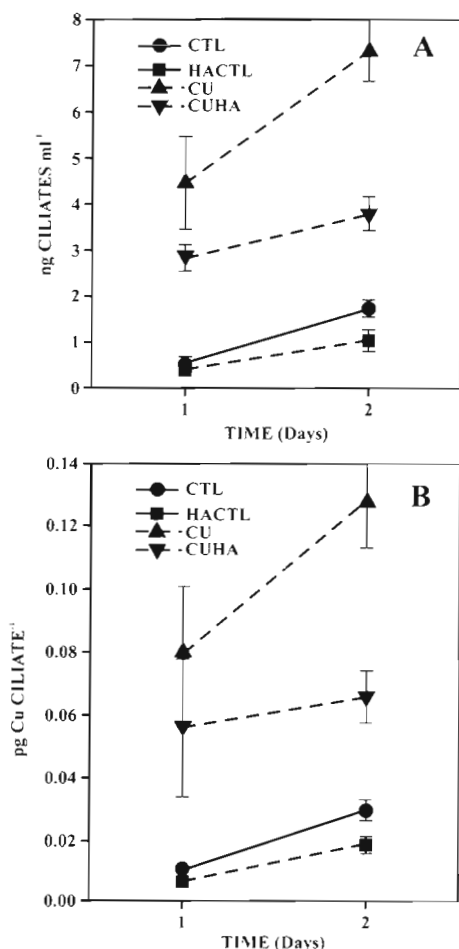 8
7
6
5
4
3
2
1
0
ng CILIATES ml⁻¹
CTL
HACTL
CU
CUHA
A
1 2
TIME (Days)
0.14
0.12
0.10
0.08
0.06
0.04
0.02
0.00
pg Cu CILIATE⁻¹
CTL
HACTL
CU
CUHA
B
1 2
TIME (Days)